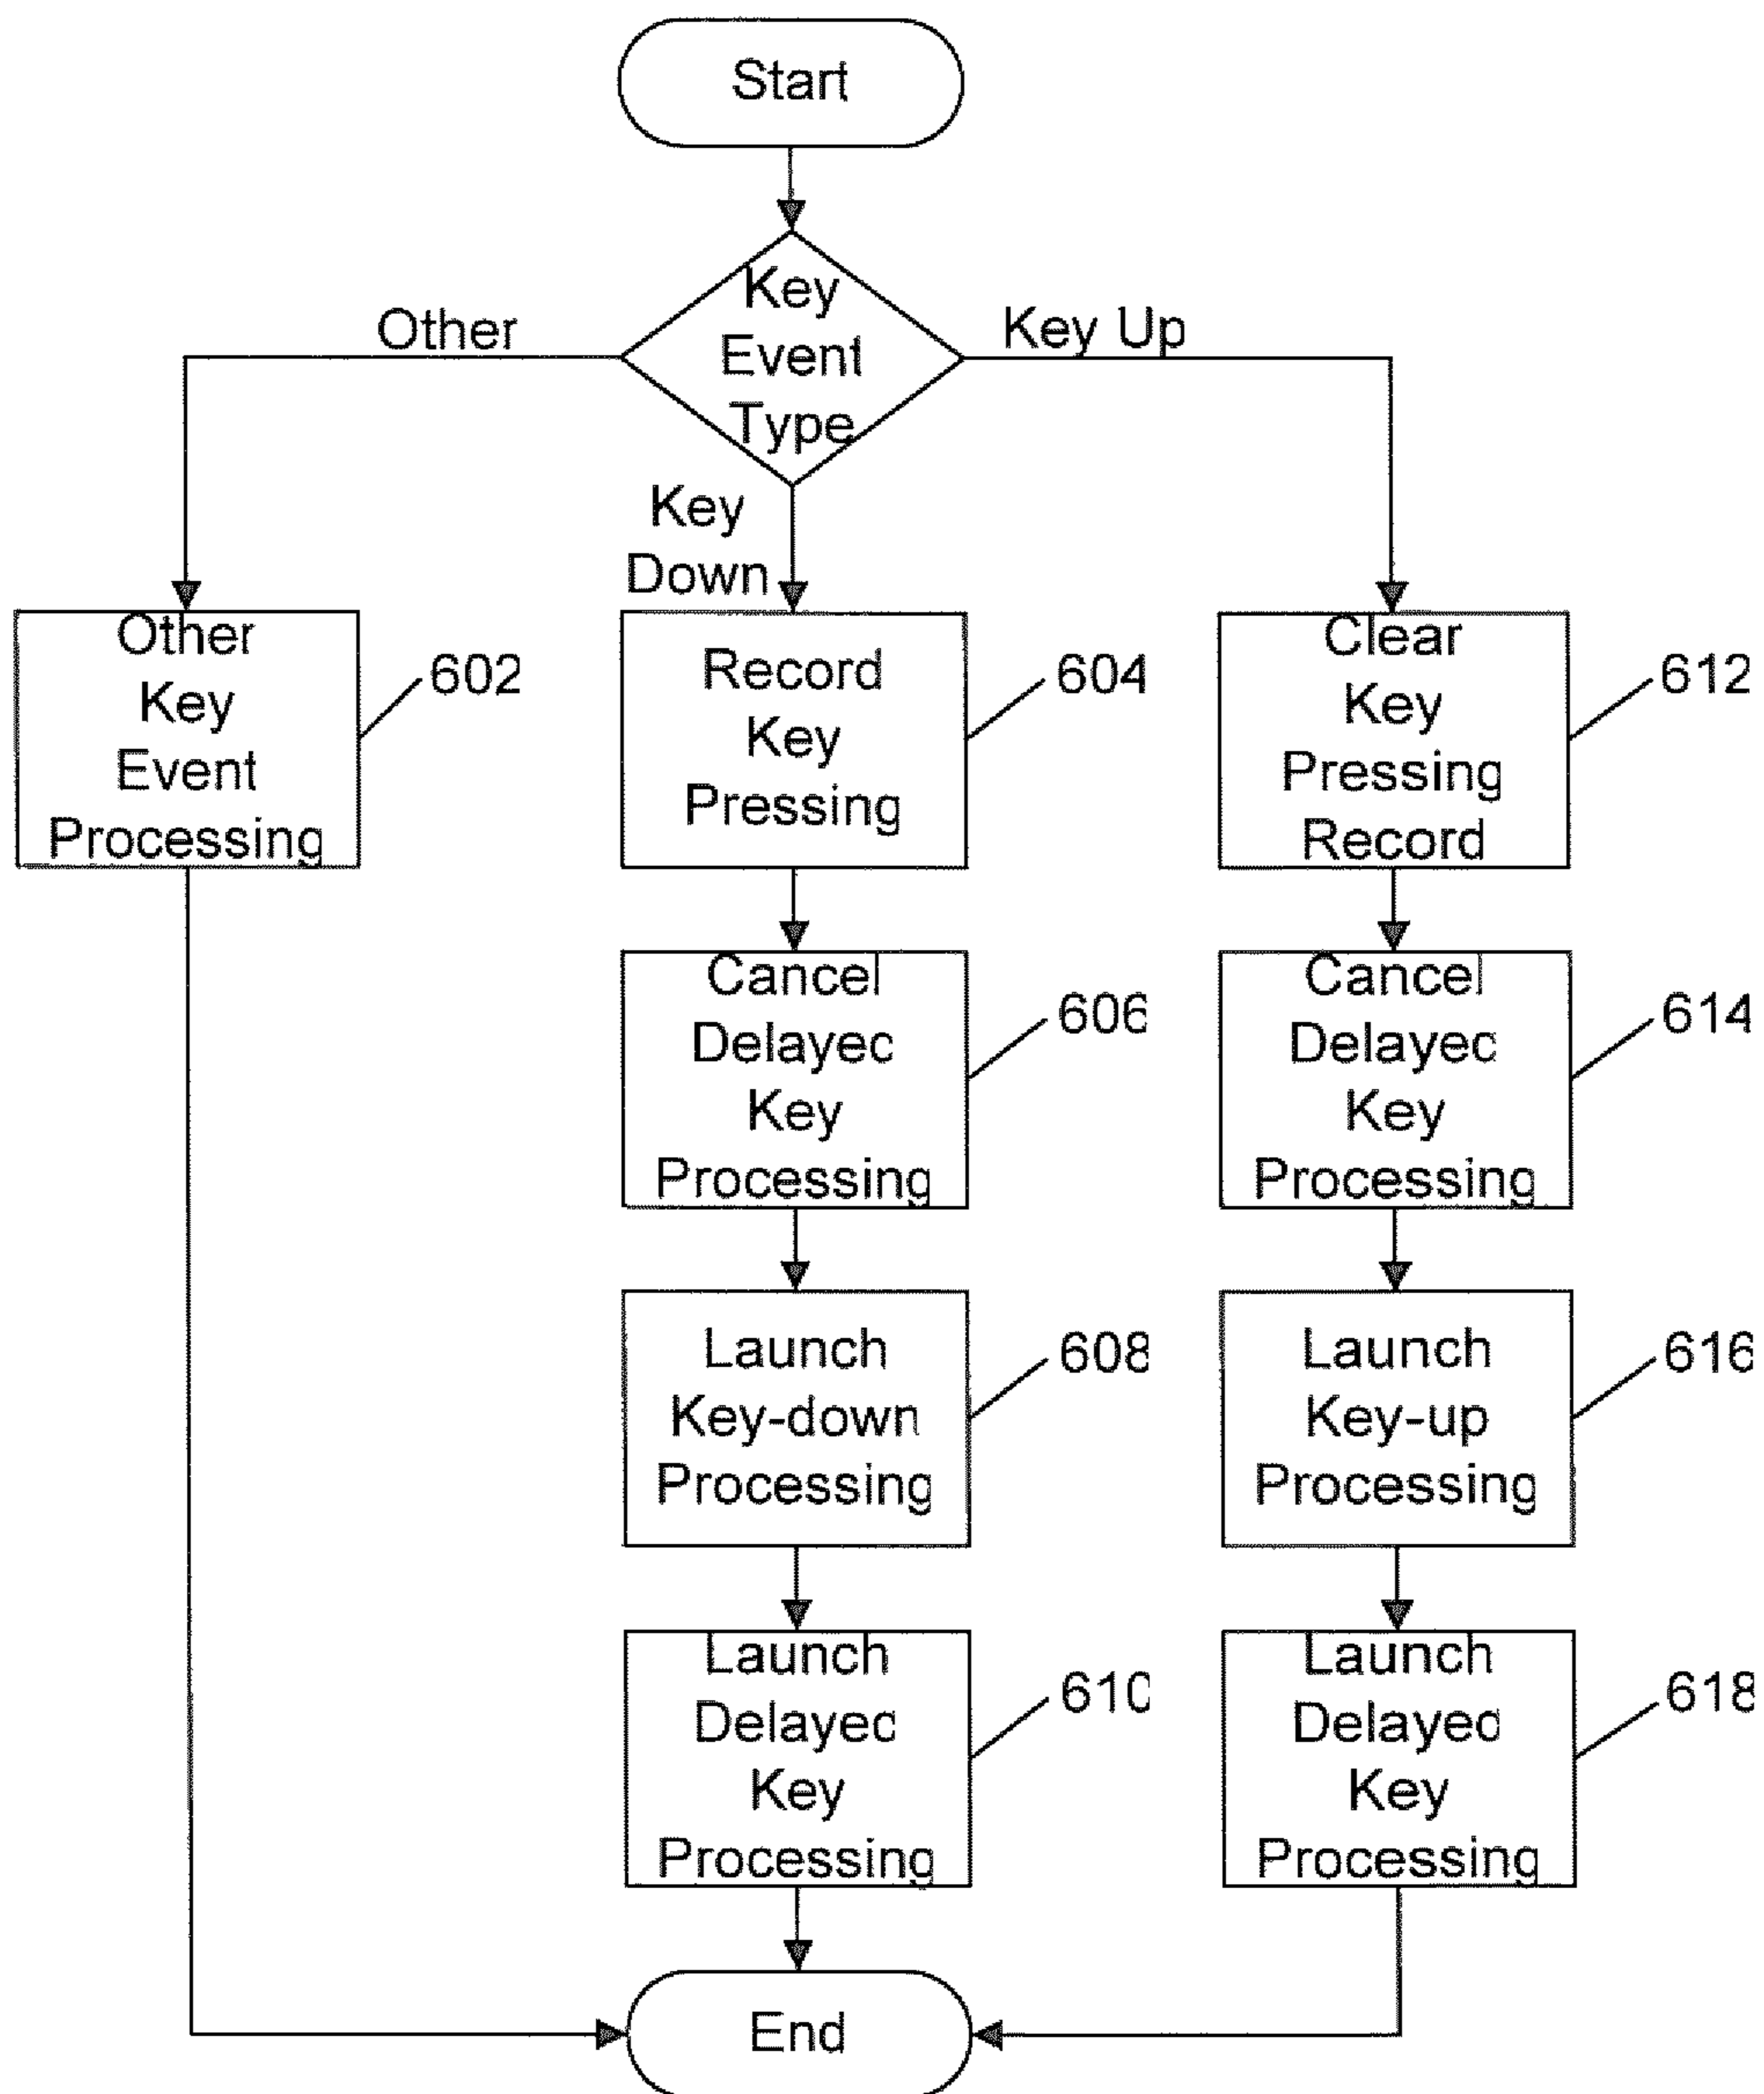 Start
Key
Event
Type
Other
Key Up
Key
Down
Other
Key
Event
Processing
602
Record
Key
Pressing
604
Clear
Key
Pressing
Record
612
Cancel
Delayed
Key
Processing
606
Cancel
Delayed
Key
Processing
614
Launch
Key-down
Processing
608
Launch
Key-up
Processing
616
Launch
Delayed
Key
Processing
610
Launch
Delayed
Key
Processing
618
End